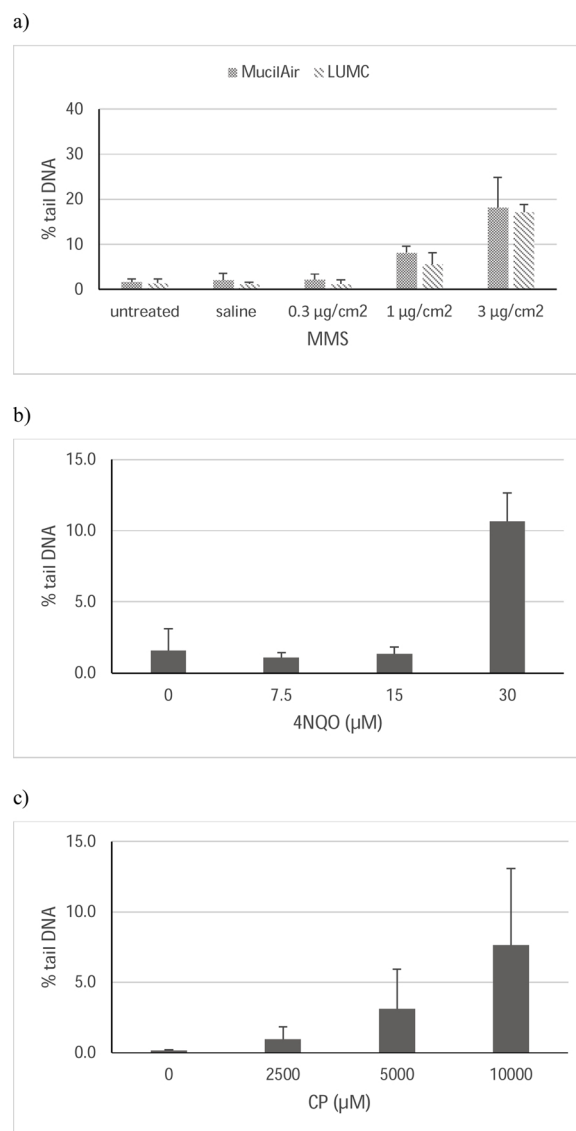 a)
MucilAir LUMC
40
30
20
10
0
% tail DNA
untreated saline 0.3 µg/cm2 1 µg/cm2 3 µg/cm2
MMS
b)
15.0
10.0
5.0
0.0
% tail DNA
0 7.5 15 30
4NQO (µM)
c)
15.0
10.0
5.0
0.0
% tail DNA
0 2500 5000 10000
CP (µM)